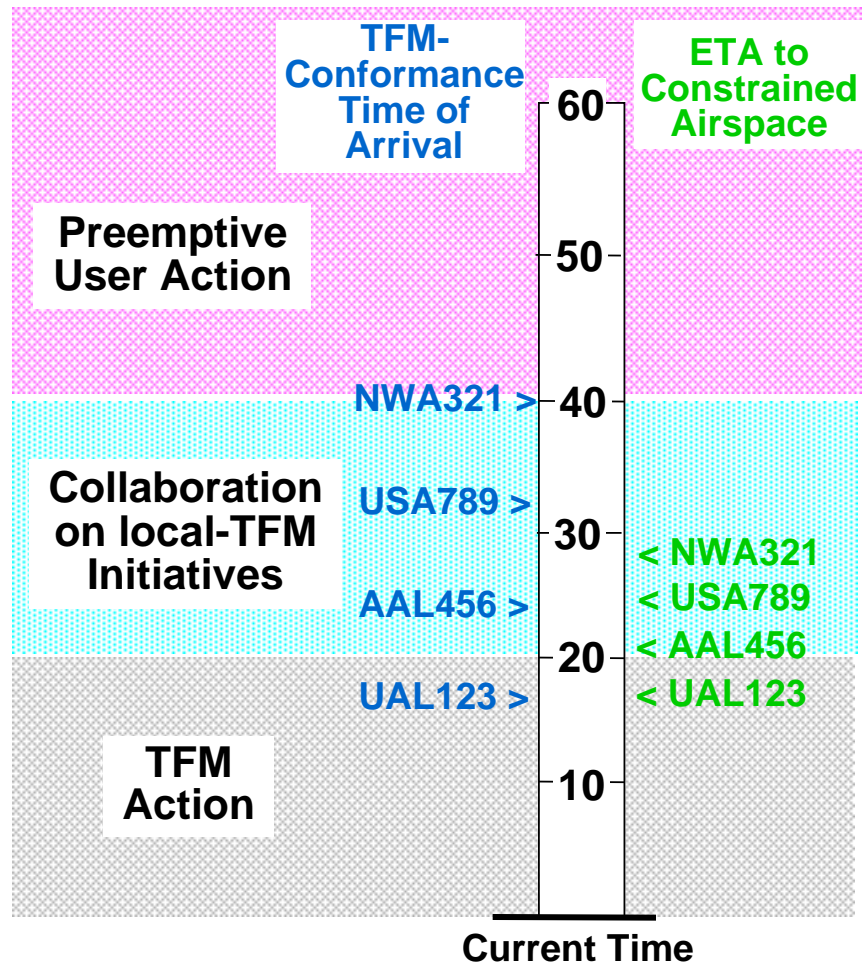 TFM-
Conformance
Time of
Arrival
ETA to
Constrained
Airspace
60
Preemptive
User Action
50
NWA321 >
40
Collaboration
on local-TFM
Initiatives
USA789 >
30
< NWA321
AAL456 >
< USA789
< AAL456
20
UAL123 >
< UAL123
TFM
Action
10
Current Time